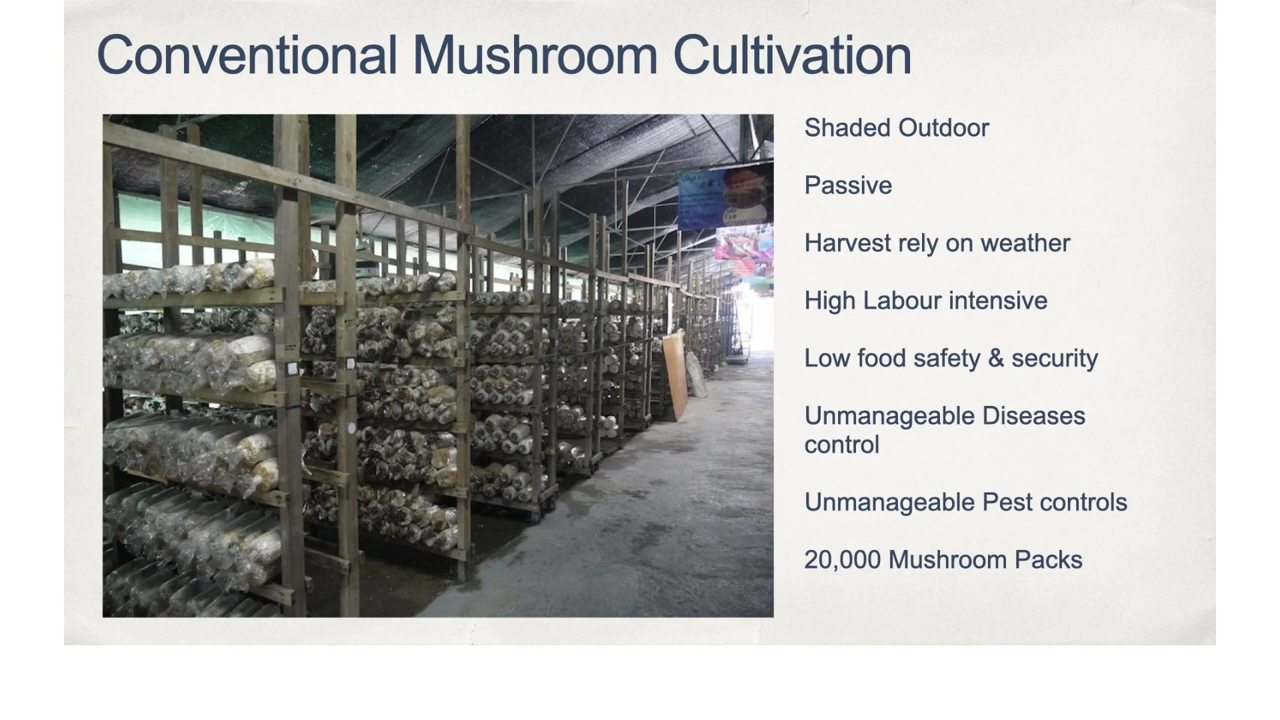 Conventional Mushroom Cultivation
Shaded Outdoor
Passive
Harvest rely on weather
High Labour intensive
Low food safety & security
Unmanageable Diseases
control
Unmanageable Pest controls
20,000 Mushroom Packs